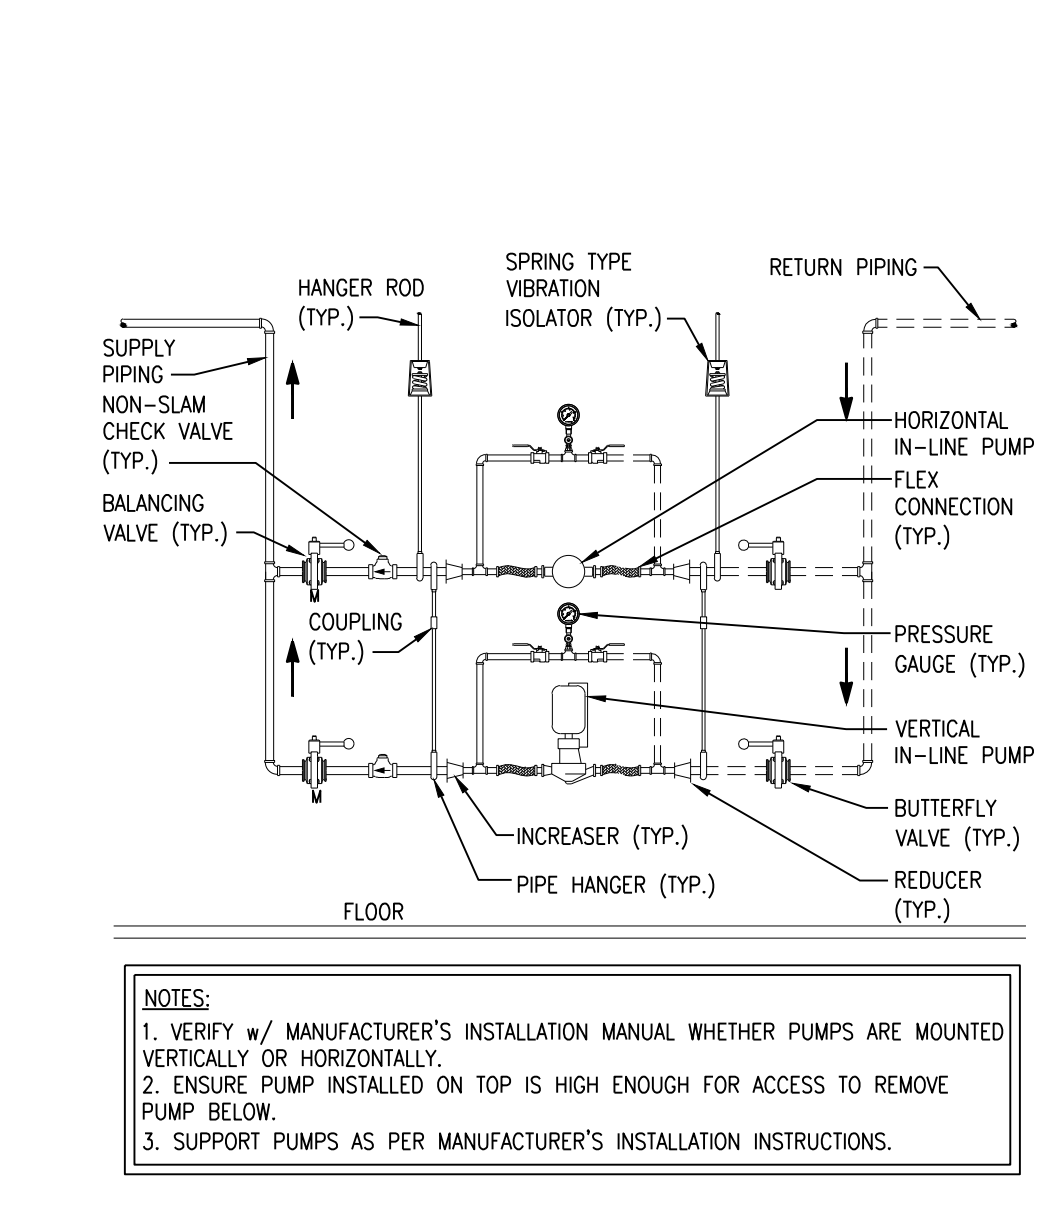 SPRING TYPE
VIBRATION
ISOLATOR (TYP.)
RETURN PIPING
HANGER ROD
(TYP.)
SUPPLY
PIPING
NON-SLAM
CHECK VALVE
(TYP.)
BALANCING
VALVE (TYP.)
HORIZONTAL
IN-LINE PUMP
FLEX
CONNECTION
(TYP.)
M
COUPLING
(TYP.)
PRESSURE
GAUGE (TYP.)
VERTICAL
IN-LINE PUMP
M
BUTTERFLY
VALVE (TYP.)
INCREASER (TYP.)
PIPE HANGER (TYP.)
REDUCER
(TYP.)
FLOOR
NOTES:
1. VERIFY w/ MANUFACTURER'S INSTALLATION MANUAL WHETHER PUMPS ARE MOUNTED
VERTICALLY OR HORIZONTALLY.
2. ENSURE PUMP INSTALLED ON TOP IS HIGH ENOUGH FOR ACCESS TO REMOVE
PUMP BELOW.
3. SUPPORT PUMPS AS PER MANUFACTURER'S INSTALLATION INSTRUCTIONS.